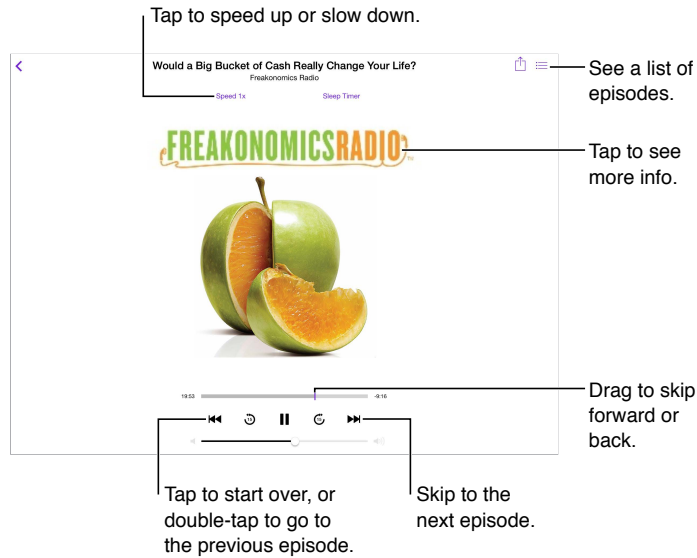 Tap to speed up or slow down.
Would a Big Bucket of Cash Really Change Your Life?
Freakonomics Radio
Speed 1x
Sleep Timer
See a list of
episodes.
FREAKONOMICSRADIO
Tap to see
more info.
19:53
-9:16
Drag to skip
forward or
back.
15
15
Tap to start over, or
double-tap to go to
the previous episode.
Skip to the
next episode.